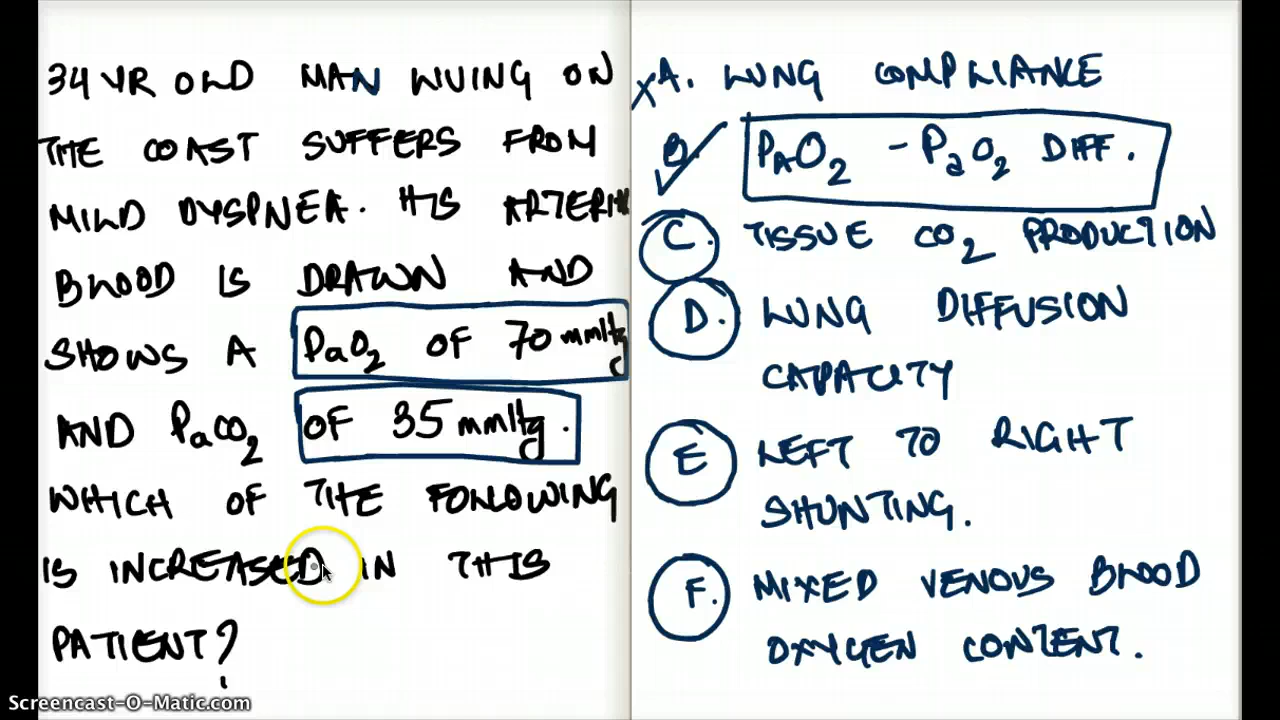 34 YR OLD MAN LIVING ON
THE COAST SUFFERS FROM
MILD DYSPNEA. HIS ARTERIAL
BLOOD IS DRAWN AND
SHOWS A PaO2 OF 70 mmHg
AND PaCO2 OF 35 mmHg.
WHICH OF THE FOLLOWING
IS INCREASED IN THIS
PATIENT?
XA. LUNG COMPLIANCE
B. PAO2 - PaO2 DIFF.
C. TISSUE CO2 PRODUCTION
D. LUNG DIFFUSION
CAPACITY
E LEFT TO RIGHT
SHUNTING.
F. MIXED VENOUS BLOOD
OXYGEN CONTENT.
Screencast-O-Matic.com